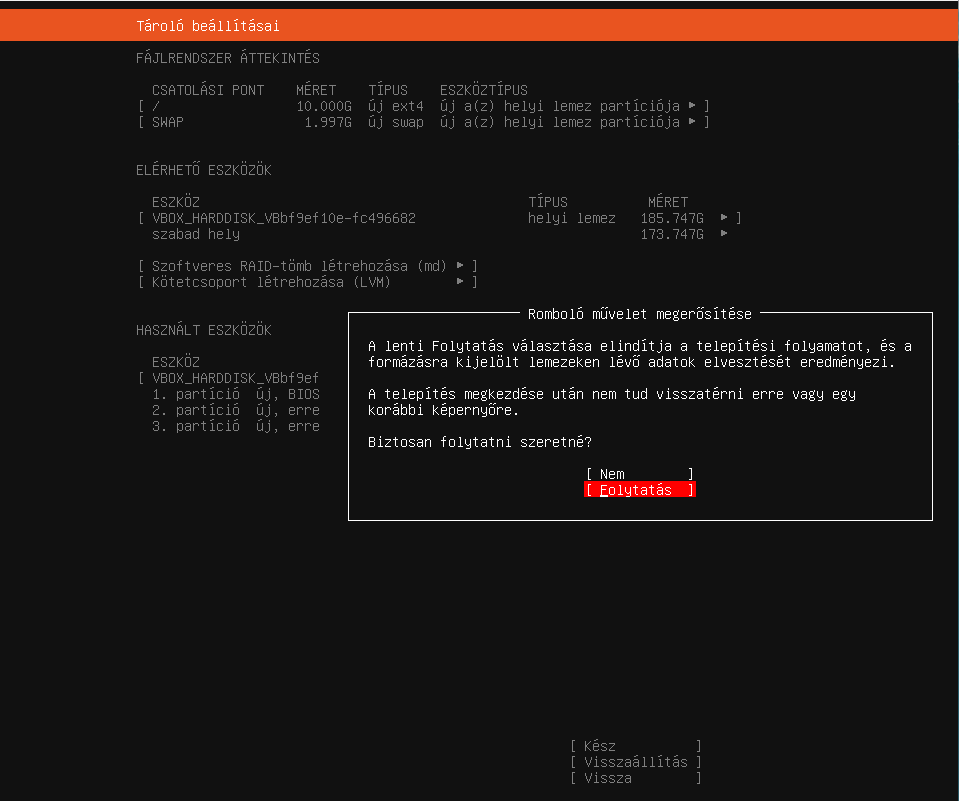 Tároló beállításai
FÁJLRENDSZER ÁTTEKINTÉS
CSATOLÁSI PONT MÉRET TÍPUS ESZKÖZTÍPUS
[ / 10.000G új ext4 új a(z) helyi lemez partíciója ▸ ]
[ SWAP 1.997G új swap új a(z) helyi lemez partíciója ▸ ]
ELÉRHETŐ ESZKÖZÖK
ESZKÖZ TÍPUS MÉRET
[ VBOX_HARDDISK_VBbf9ef10e-fc496682 helyi lemez 185.747G ▸ ]
szabad hely 173.747G ▸
[ Szoftveres RAID-tömb létrehozása (md) ▸ ]
[ Kötetcsoport létrehozása (LVM) ▸ ]
HASZNÁLT ESZKÖZÖK
ESZKÖZ
[ VBOX_HARDDISK_VBbf9ef
1. partíció új, BIOS
2. partíció új, erre
3. partíció új, erre
Romboló művelet megerősítése
A lenti Folytatás választása elindítja a telepítési folyamatot, és a
formázásra kijelölt lemezeken lévő adatok elvesztését eredményezi.
A telepítés megkezdése után nem tud visszatérni erre vagy egy
korábbi képernyőre.
Biztosan folytatni szeretné?
[ Nem ]
[ Folytatás ]
[ Kész ]
[ Visszaállítás ]
[ Vissza ]